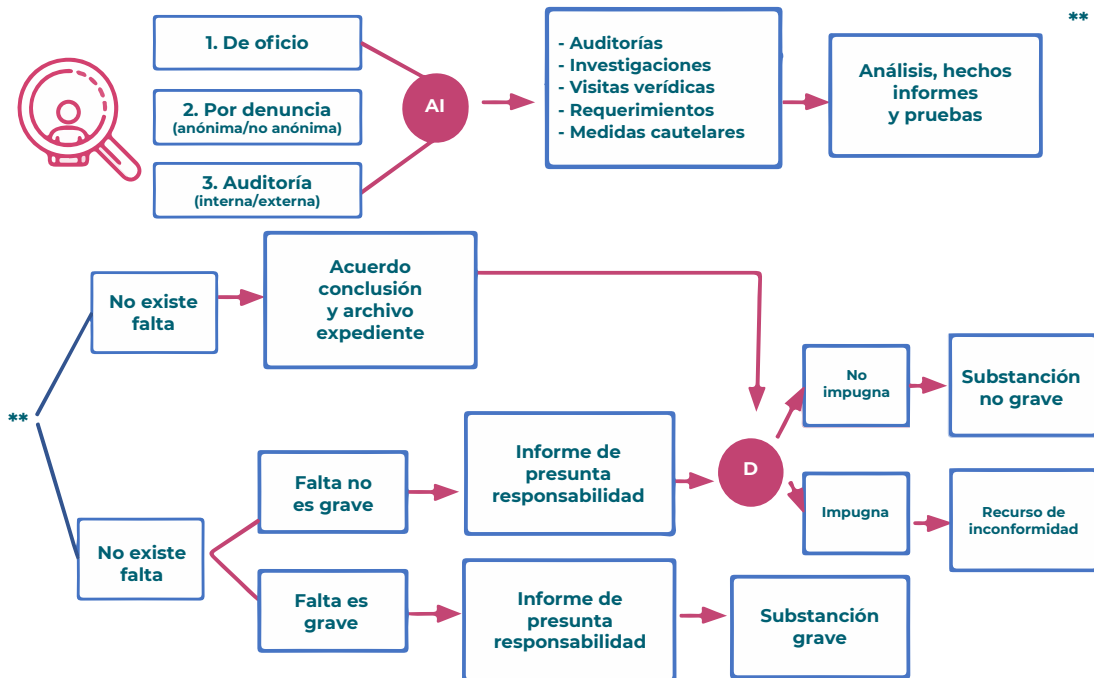 1. De oficio
2. Por denuncia
(anónima/no anónima)
3. Auditoría
(interna/externa)
AI
- Auditorías
- Investigaciones
- Visitas verídicas
- Requerimientos
- Medidas cautelares
Análisis, hechos
informes
y pruebas
**
**
No existe
falta
Acuerdo
conclusión
y archivo
expediente
No existe
falta
Falta no
es grave
Informe de
presunta
responsabilidad
D
No
impugna
Substanción
no grave
Impugna
Recurso de
inconformidad
Falta es
grave
Informe de
presunta
responsabilidad
Substanción
grave